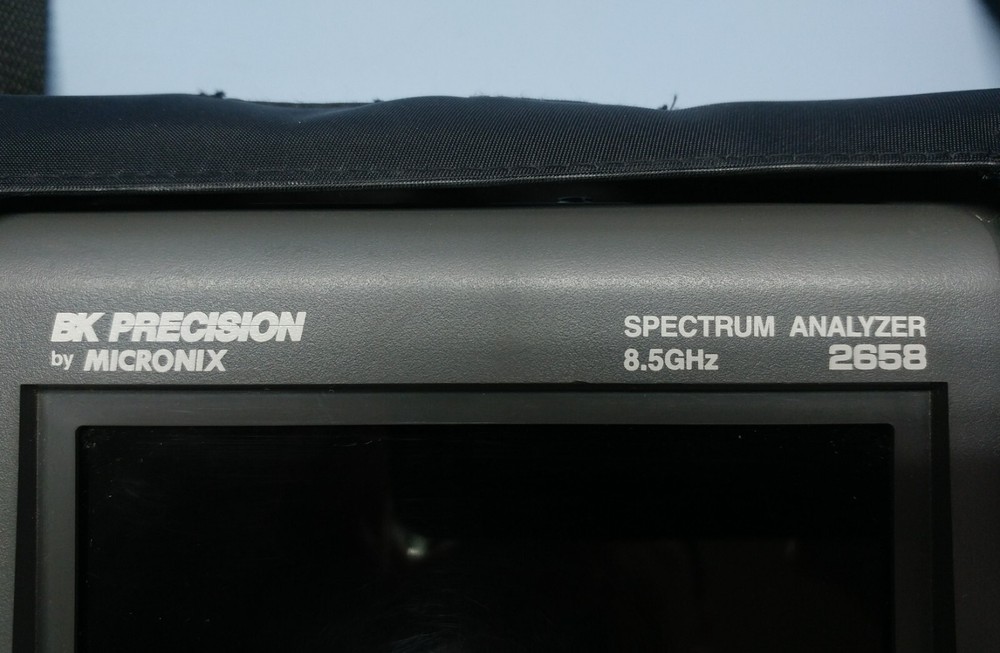 BK PRECISION
by MICRONIX
SPECTRUM ANALYZER
8.5GHz 2658